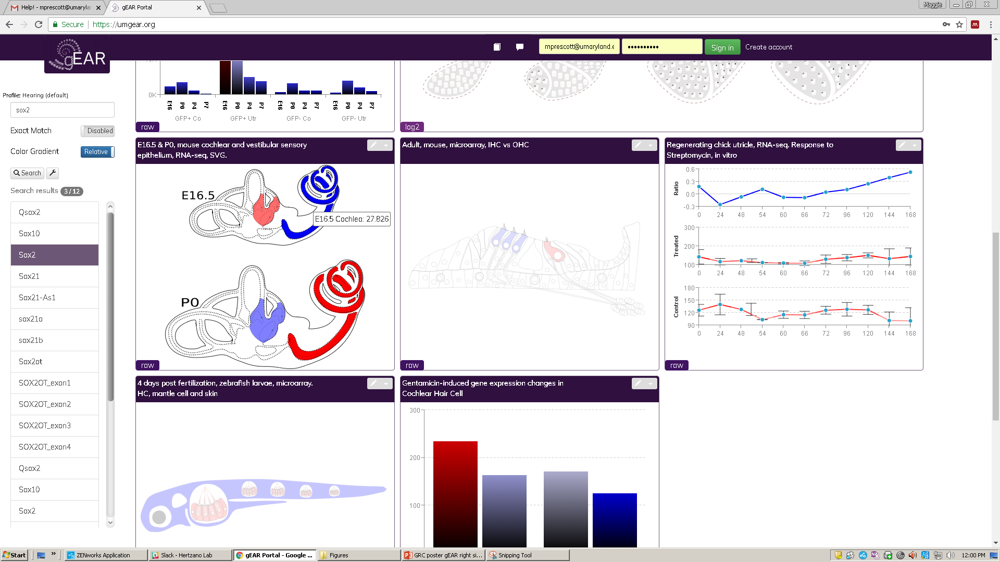 Help! - mprescott@umaryla
gEAR Portal
Maggie
Secure
https://umgear.org
gEAR
mprescott@umaryland.e
••••••••••
Sign in
Create account
Profile: Hearing (default)
sox2
Exact Match
Disabled
Color Gradient
Relative
Search
Search results 3 / 12
Qsox2
Sox10
Sox2
Sox21
Sox21-As1
sox21a
sox21b
Sox2ot
SOX2OT_exon1
SOX2OT_exon2
SOX2OT_exon3
SOX2OT_exon4
Qsox2
Sox10
Sox2
0K
E16 P0 P4 P7 E16 P0 P4 P7 E16 P0 P4 P7 E16 P0 P4 P7
GFP+ Co GFP+ Utr GFP- Co GFP- Utr
raw
log2
E16.5 & P0, mouse cochlear and vestibular sensory
epithelium, RNA-seq, SVG.
E16.5
E16.5 Cochlea: 27.826
P0
raw
Adult, mouse, microarray, IHC vs OHC
raw
Regenerating chick utricle, RNA-seq. Response to
Streptomycin, in vitro
Ratio
0.6
0.3
0.0
-0.3
0 24 48 54 60 66 72 96 120 144 168
Treated
300
200
100
0 24 48 54 60 66 72 96 120 144 168
Control
180
150
120
90
0 24 48 54 60 66 72 96 120 144 168
raw
4 days post fertilization, zebrafish larvae, microarray.
HC, mantle cell and skin
Gentamicin-induced gene expression changes in
Cochlear Hair Cell
300
200
100
Start
ZENworks Application
Slack - Hertzano Lab
gEAR Portal - Google ...
Figures
GRC poster gEAR right si...
Snipping Tool
12:00 PM